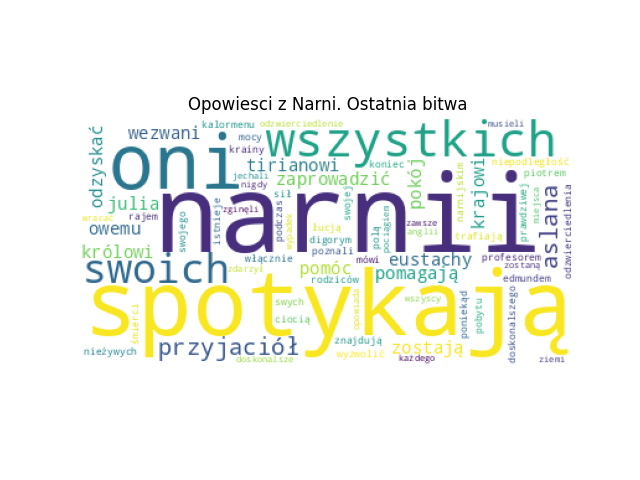 Opowiesci z Narni. Ostatnia bitwa
odzyskać
wezwani
kalormenu
mocy
krainy
odzwierciedlenie
wszystkich
musieli
oni
tirianowi
jechali
nigdy
zginęli
sił
podczas
wypadek
zaprowadzić
koniec
swojej
pokój
narnijskim
krajowi
niepodległość
piotrem
prawdziwej
miejsca
aslana
odzwierciedlenia
julia
wracać
rajem
owemu
swojego
istnieje
narnii
łucją
digorym
poznali
polą
pociągiem
zawsze
anglii
trafiają
królowi
swoich
włącznie
zdarzył
pomóc
rodziców
mówi
eustachy
pomagają
profesorem
zostaną
edmundem
spotykają
śmierci
swych
ciocią
opowiada
wszyscy
poniekąd
pobytu
doskonalszego
nieżywych
przyjaciół
doskonalsze
znajdują
wyzwolić
zostają
każdego
ziemi